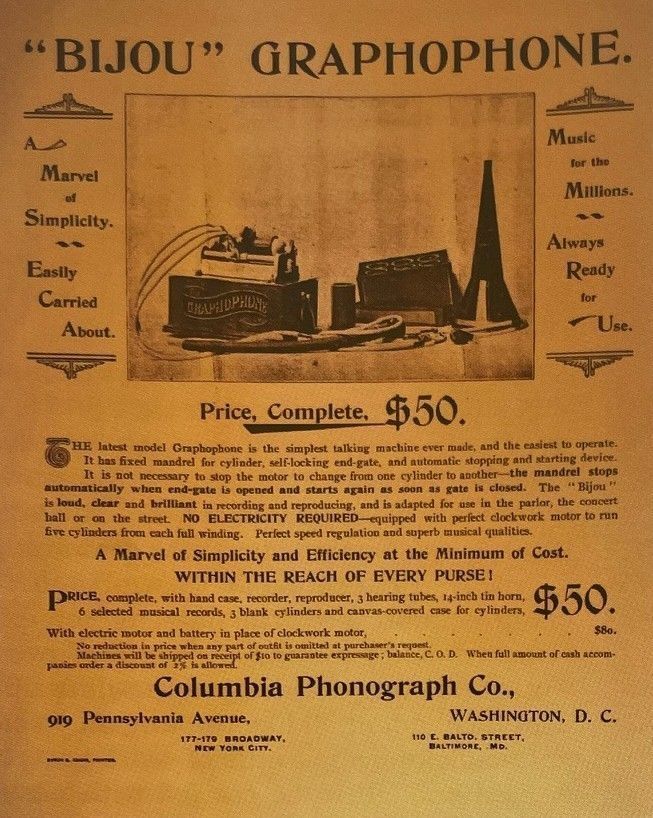 "BIJOU" GRAPHOPHONE.
A
Marvel
of
Simplicity.
Easily
Carried
About.
Music
for the
Millions.
Always
Ready
for
Use.
GRAPHOPHONE
Price, Complete, $50.
THE latest model Graphophone is the simplest talking machine ever made, and the easiest to operate.
It has fixed mandrel for cylinder, self-locking end-gate, and automatic stopping and starting device.
It is not necessary to stop the motor to change from one cylinder to another—the mandrel stops
automatically when end-gate is opened and starts again as soon as gate is closed. The "Bijou"
is loud, clear and brilliant in recording and reproducing, and is adapted for use in the parlor, the concert
hall or on the street. NO ELECTRICITY REQUIRED—equipped with perfect clockwork motor to run
five cylinders from each full winding. Perfect speed regulation and superb musical qualities.
A Marvel of Simplicity and Efficiency at the Minimum of Cost.
WITHIN THE REACH OF EVERY PURSE!
PRICE, complete, with hand case, recorder, reproducer, 3 hearing tubes, 14-inch tin horn,
6 selected musical records, 3 blank cylinders and canvas-covered case for cylinders, $50.
With electric motor and battery in place of clockwork motor, . . . . . . . $80.
No reduction in price when any part of outfit is omitted at purchaser's request.
Machines will be shipped on receipt of $10 to guarantee expressage; balance, C. O. D. When full amount of cash accom-
panies order a discount of 2% is allowed.
Columbia Phonograph Co.,
919 Pennsylvania Avenue, WASHINGTON, D. C.
177-179 BROADWAY,
NEW YORK CITY.
110 E. BALTO. STREET,
BALTIMORE, MD.